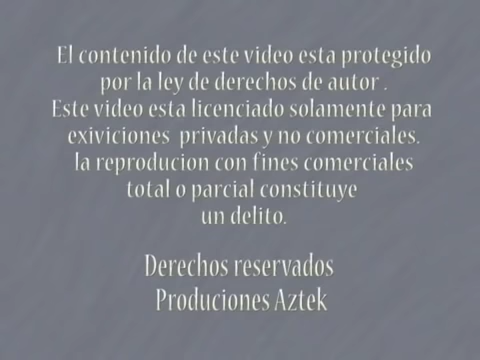 El contenido de este video esta protegido
por la ley de derechos de autor .
Este video esta licenciado solamente para
exiviciones privadas y no comerciales.
la reproducion con fines comerciales
total o parcial constituye
un delito.
Derechos reservados
Produciones Aztek